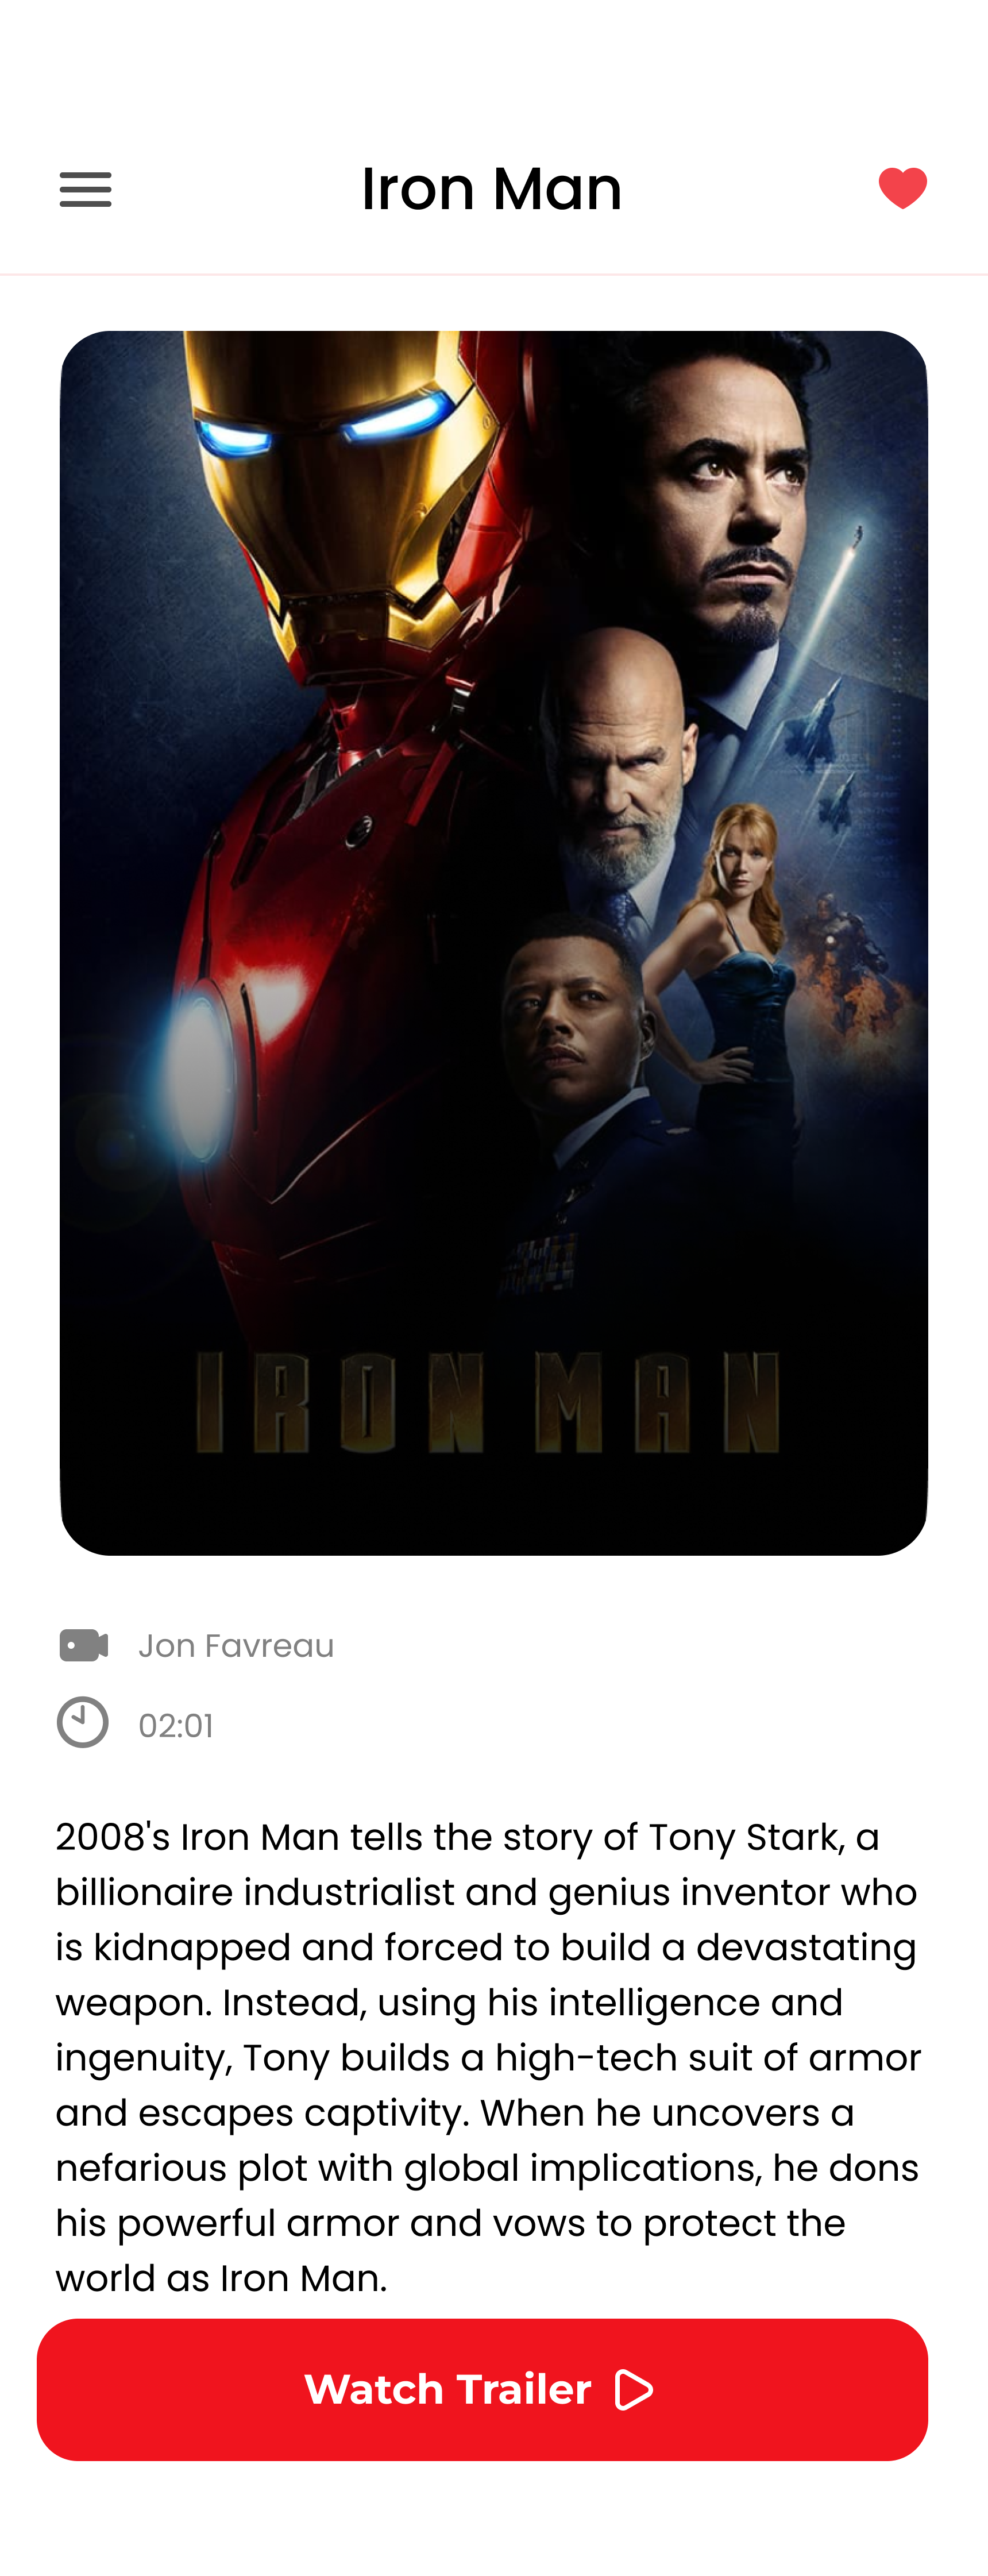 Iron Man
IRON MAN
Jon Favreau
02:01
2008's Iron Man tells the story of Tony Stark, a
billionaire industrialist and genius inventor who
is kidnapped and forced to build a devastating
weapon. Instead, using his intelligence and
ingenuity, Tony builds a high-tech suit of armor
and escapes captivity. When he uncovers a
nefarious plot with global implications, he dons
his powerful armor and vows to protect the
world as Iron Man.
Watch Trailer